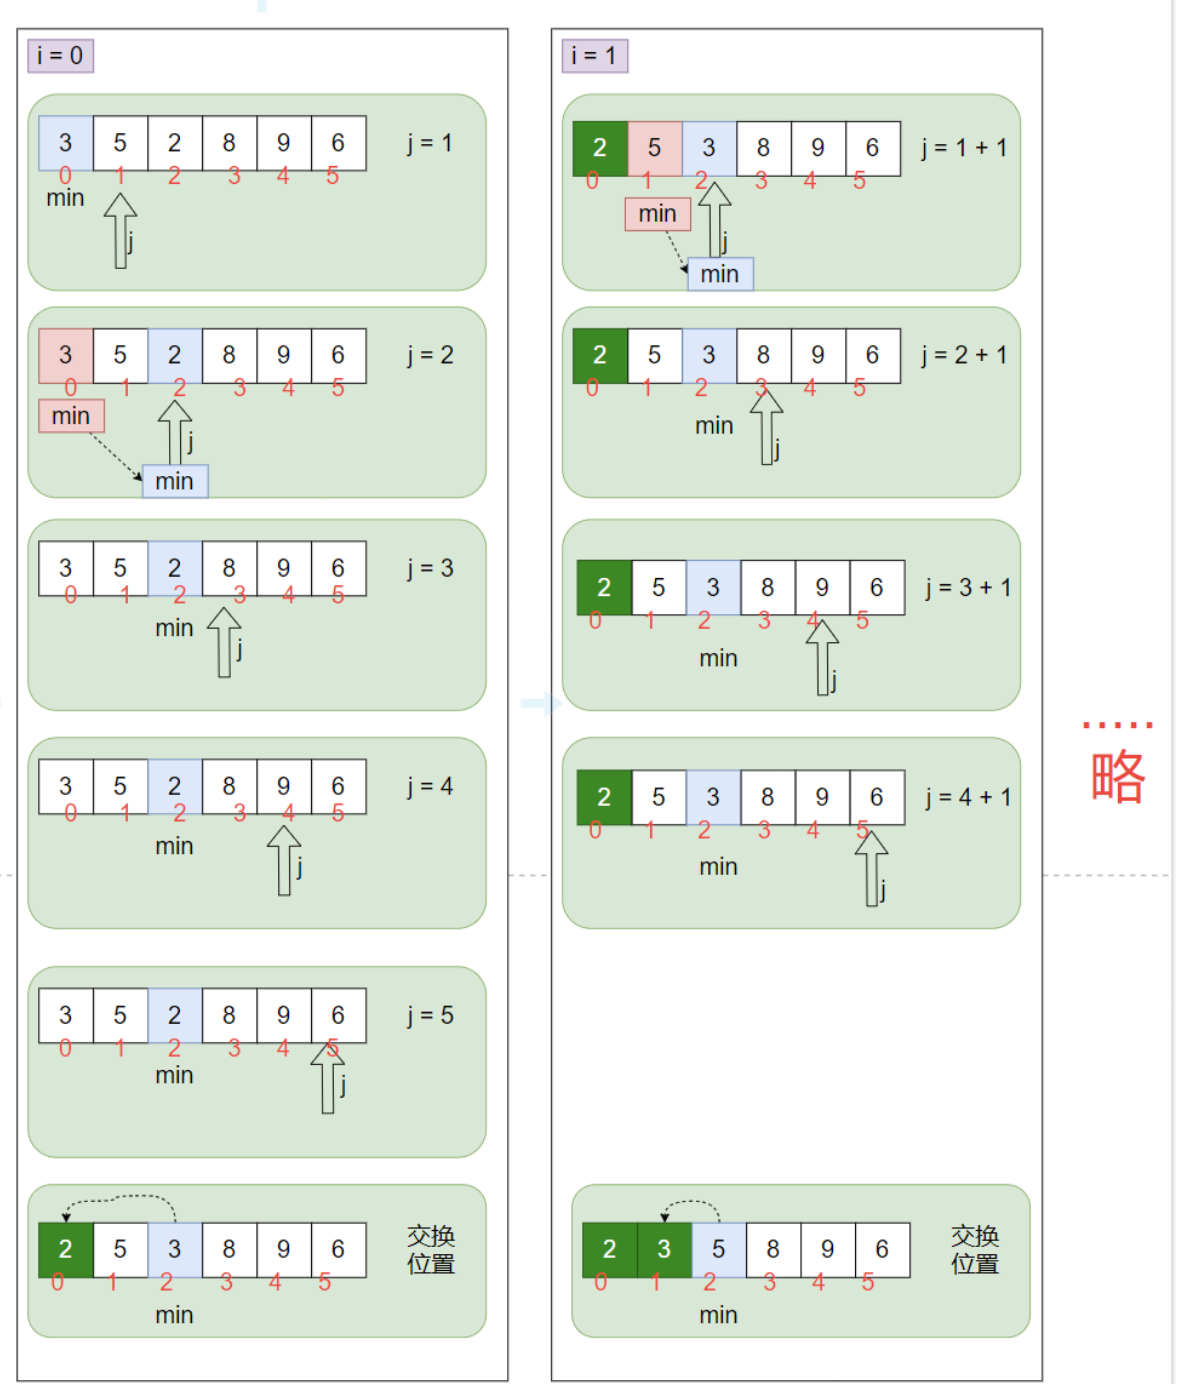 i = 0
3 5 2 8 9 6 j = 1
0 1 2 3 4 5
min
j
3 5 2 8 9 6 j = 2
0 1 2 3 4 5
min
j
min
3 5 2 8 9 6 j = 3
0 1 2 3 4 5
min
j
3 5 2 8 9 6 j = 4
0 1 2 3 4 5
min
j
3 5 2 8 9 6 j = 5
0 1 2 3 4 5
min
j
2 5 3 8 9 6
交换
位置
0 1 2 3 4 5
min
i = 1
2 5 3 8 9 6 j = 1 + 1
0 1 2 3 4 5
min
j
min
2 5 3 8 9 6 j = 2 + 1
0 1 2 3 4 5
min
j
2 5 3 8 9 6 j = 3 + 1
0 1 2 3 4 5
min
j
2 5 3 8 9 6 j = 4 + 1
0 1 2 3 4 5
min
j
2 3 5 8 9 6
交换
位置
0 1 2 3 4 5
min
.....
略